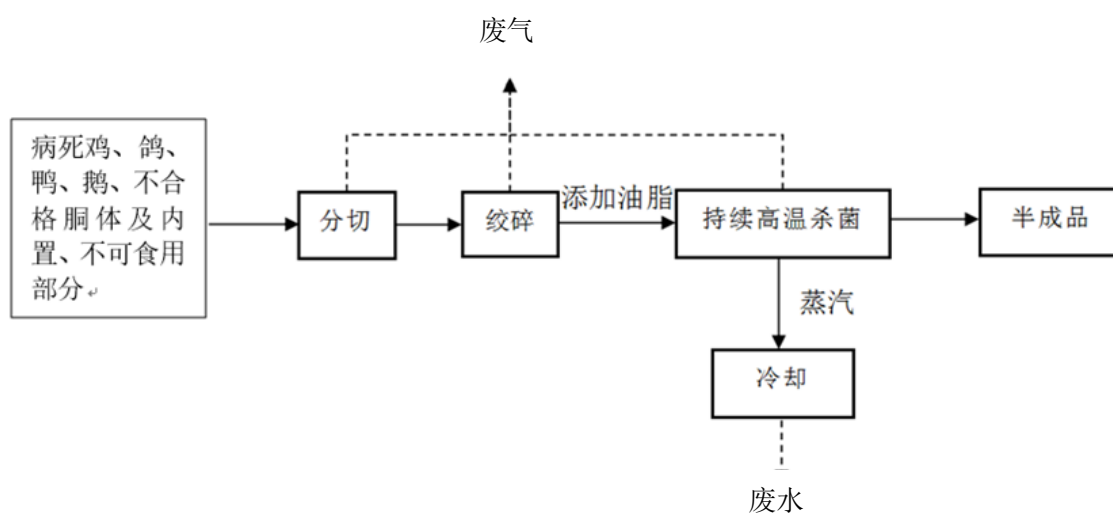 废气
病死鸡、鸽、
鸭、鹅、不合
格胴体及内
置、不可食用
部分
分切
绞碎
添加油脂
持续高温杀菌
半成品
蒸汽
冷却
废水